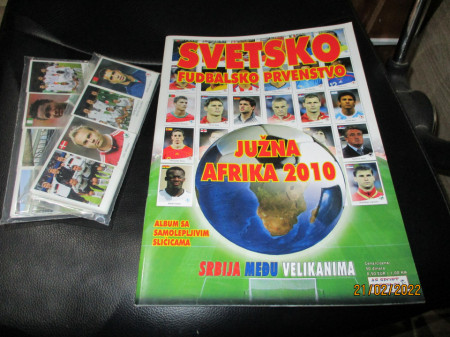 SVETSKO
FUDBALSKO PRVENSTVO
JUŽNA
AFRIKA 2010
ALBUM SA
SAMOLEPLJIVIM
SLIČICAMA
SRBIJA MEĐU VELIKANIMA
21/02/2022